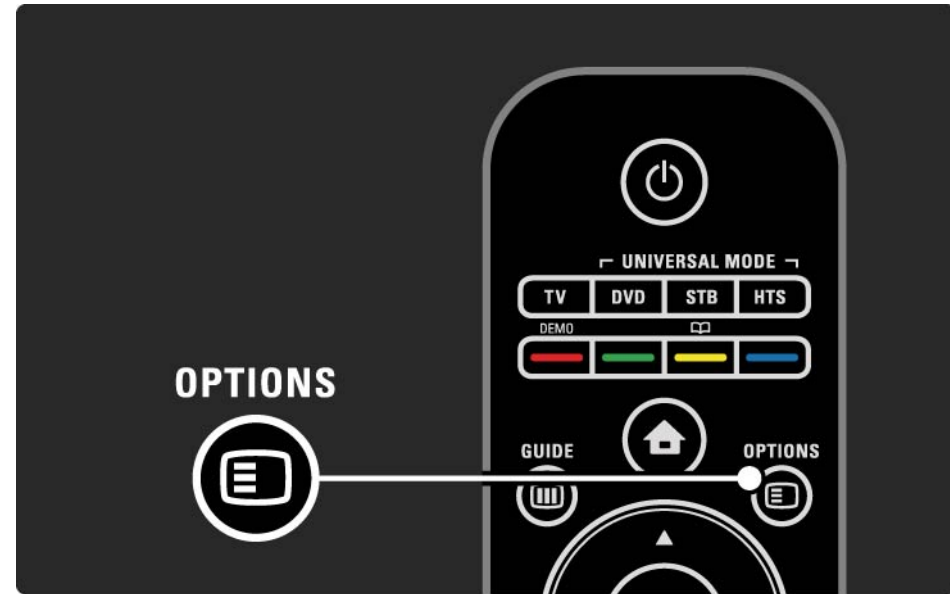 UNIVERSAL MODE
TV DVD STB HTS
DEMO
OPTIONS
GUIDE OPTIONS